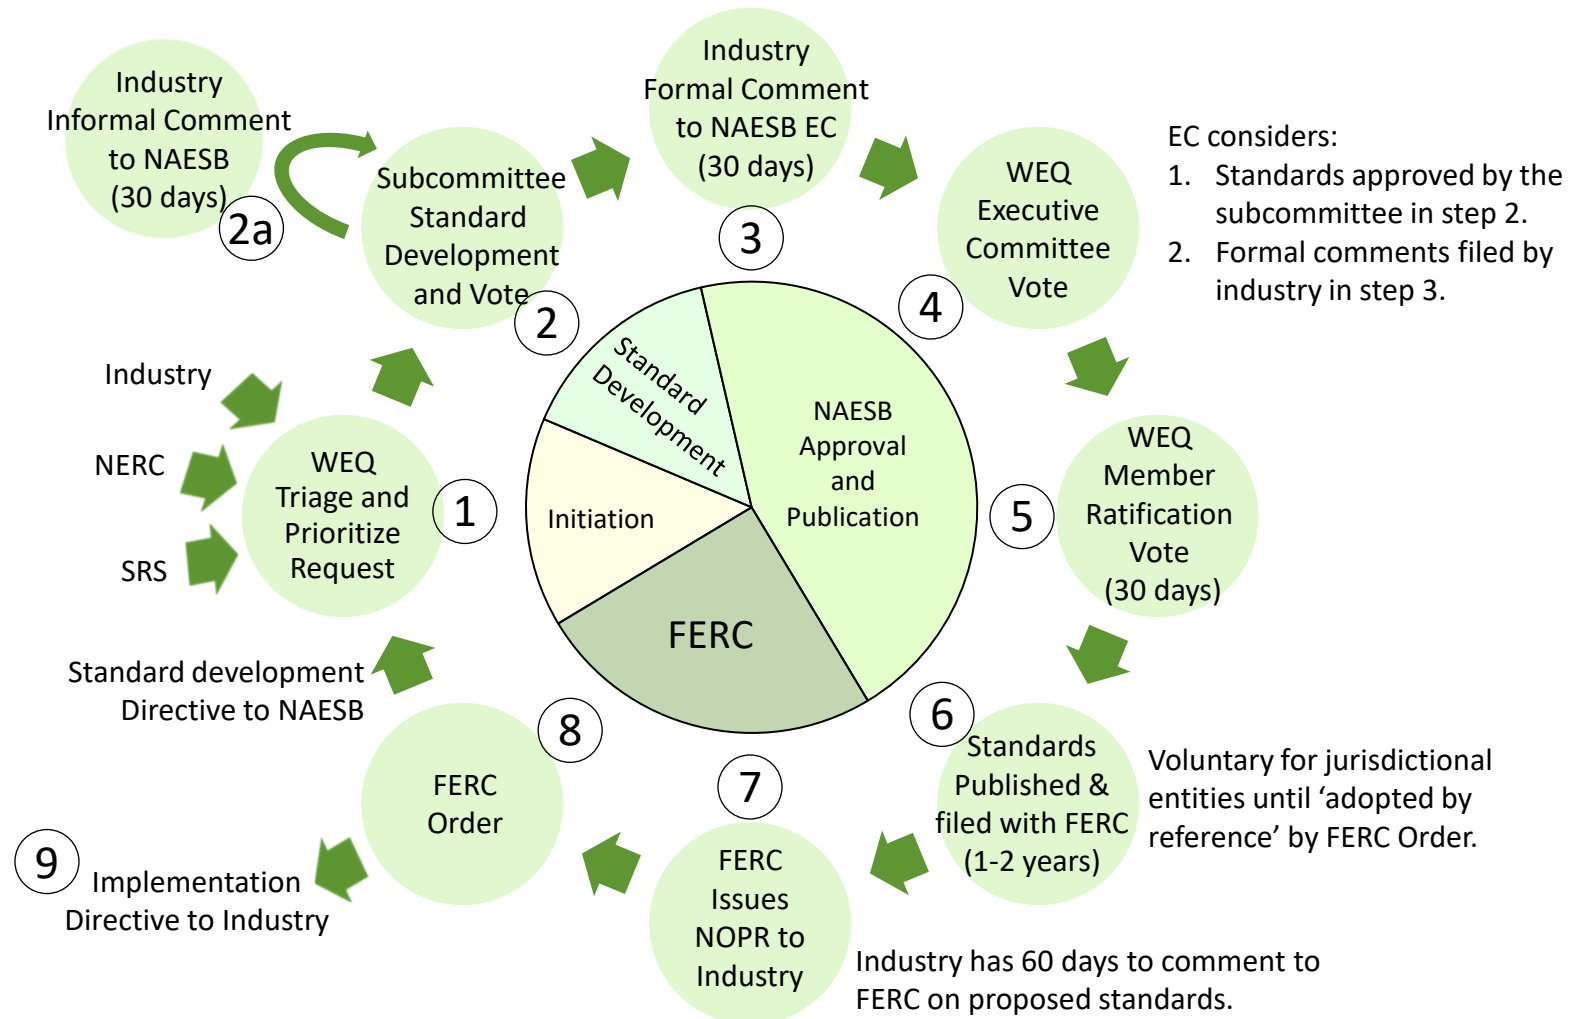 Industry
Informal Comment
to NAESB
(30 days)
2a
Subcommittee
Standard
Development
and Vote
2
Industry
Formal Comment
to NAESB EC
(30 days)
3
WEQ
Executive
Committee
Vote
4
EC considers:
1. Standards approved by the
subcommittee in step 2.
2. Formal comments filed by
industry in step 3.
Industry
NERC
SRS
WEQ
Triage and
Prioritize
Request
1
Standard
Development
Initiation
NAESB
Approval
and
Publication
FERC
5
WEQ
Member
Ratification
Vote
(30 days)
6
Standards
Published &
filed with FERC
(1-2 years)
Voluntary for jurisdictional
entities until ‘adopted by
reference’ by FERC Order.
7
FERC
Issues
NOPR to
Industry
Industry has 60 days to comment to
FERC on proposed standards.
8
FERC
Order
Standard development
Directive to NAESB
9
Implementation
Directive to Industry